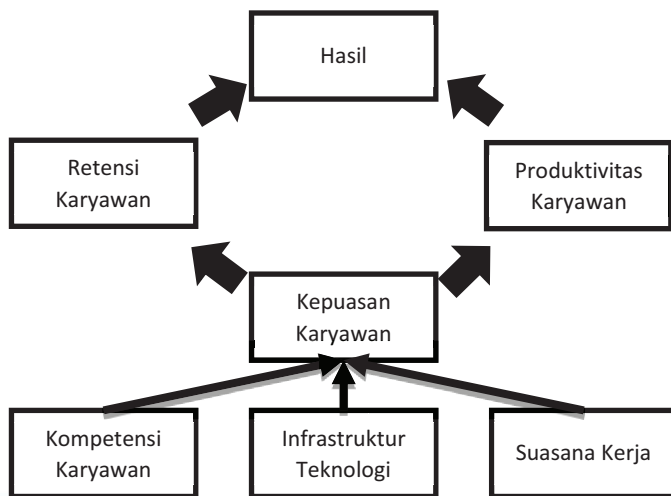 Hasil
Retensi
Karyawan
Produktivitas
Karyawan
Kepuasan
Karyawan
Kompetensi
Karyawan
Infrastruktur
Teknologi
Suasana Kerja